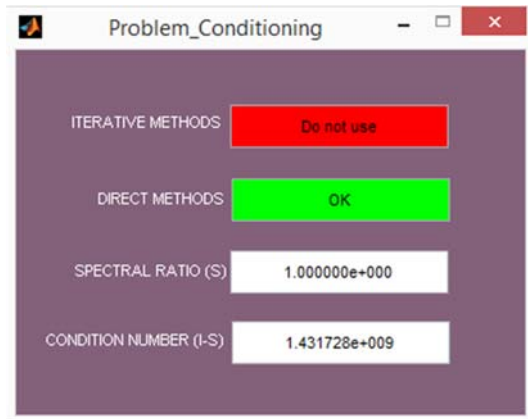 Problem_Conditioning
ITERATIVE METHODS Do not use
DIRECT METHODS OK
SPECTRAL RATIO (S) 1.000000e+000
CONDITION NUMBER (I-S) 1.431728e+009